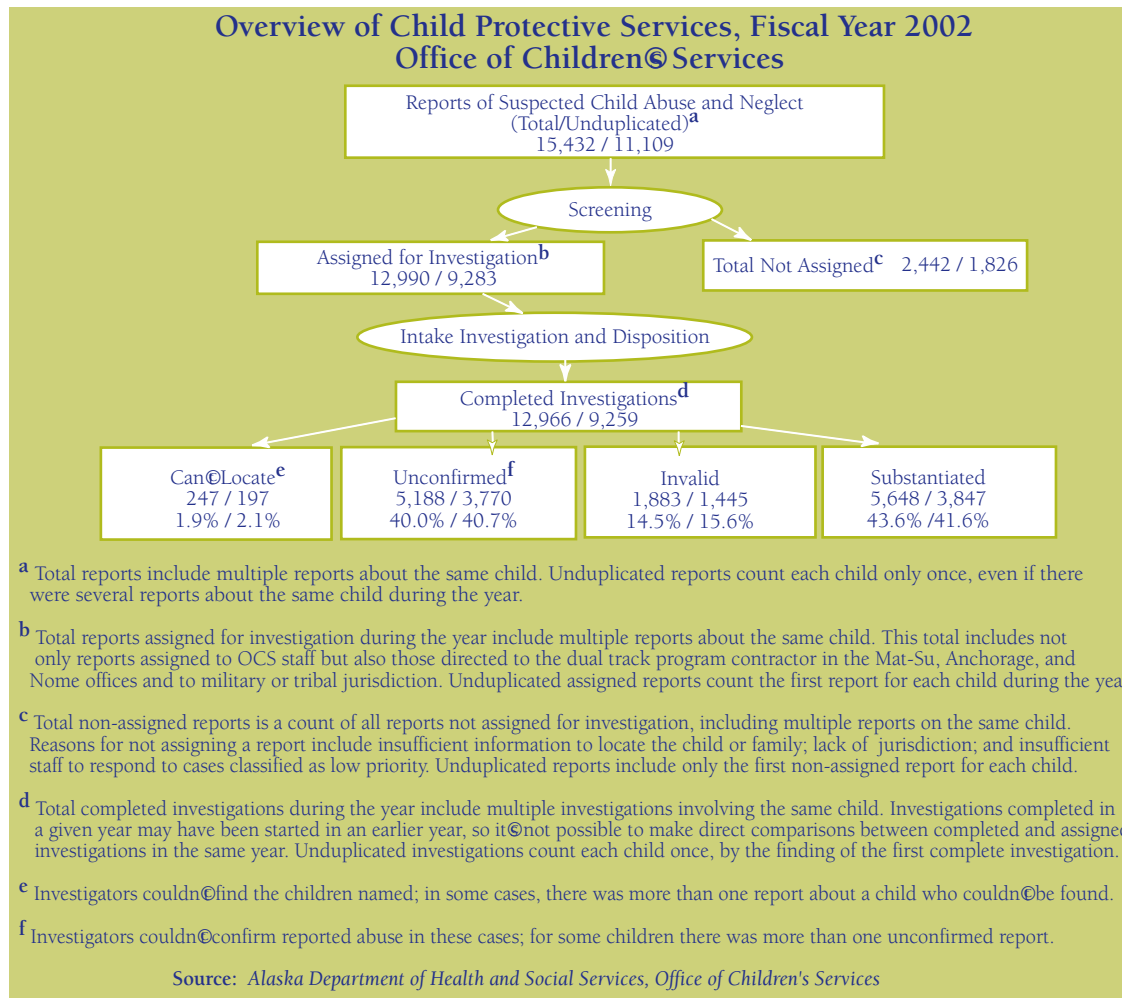 Overview of Child Protective Services, Fiscal Year 2002
Office of Children©s Services
Reports of Suspected Child Abuse and Neglect
(Total/Unduplicated)a
15,432 / 11,109
Screening
Assigned for Investigationb
12,990 / 9,283
Total Not Assignedc 2,442 / 1,826
Intake Investigation and Disposition
Completed Investigationsd
12,966 / 9,259
Can©t Locatee
247 / 197
1.9% / 2.1%
Unconfirmedf
5,188 / 3,770
40.0% / 40.7%
Invalid
1,883 / 1,445
14.5% / 15.6%
Substantiated
5,648 / 3,847
43.6% /41.6%
a Total reports include multiple reports about the same child. Unduplicated reports count each child only once, even if there
were several reports about the same child during the year.
b Total reports assigned for investigation during the year include multiple reports about the same child. This total includes not
only reports assigned to OCS staff but also those directed to the dual track program contractor in the Mat-Su, Anchorage, and
Nome offices and to military or tribal jurisdiction. Unduplicated assigned reports count the first report for each child during the yea
c Total non-assigned reports is a count of all reports not assigned for investigation, including multiple reports on the same child.
Reasons for not assigning a report include insufficient information to locate the child or family; lack of jurisdiction; and insufficient
staff to respond to cases classified as low priority. Unduplicated reports include only the first non-assigned report for each child.
d Total completed investigations during the year include multiple investigations involving the same child. Investigations completed in
a given year may have been started in an earlier year, so it©s not possible to make direct comparisons between completed and assigned
investigations in the same year. Unduplicated investigations count each child once, by the finding of the first complete investigation.
e Investigators couldn©t find the children named; in some cases, there was more than one report about a child who couldn©t be found.
f Investigators couldn©t confirm reported abuse in these cases; for some children there was more than one unconfirmed report.
Source: Alaska Department of Health and Social Services, Office of Children's Services